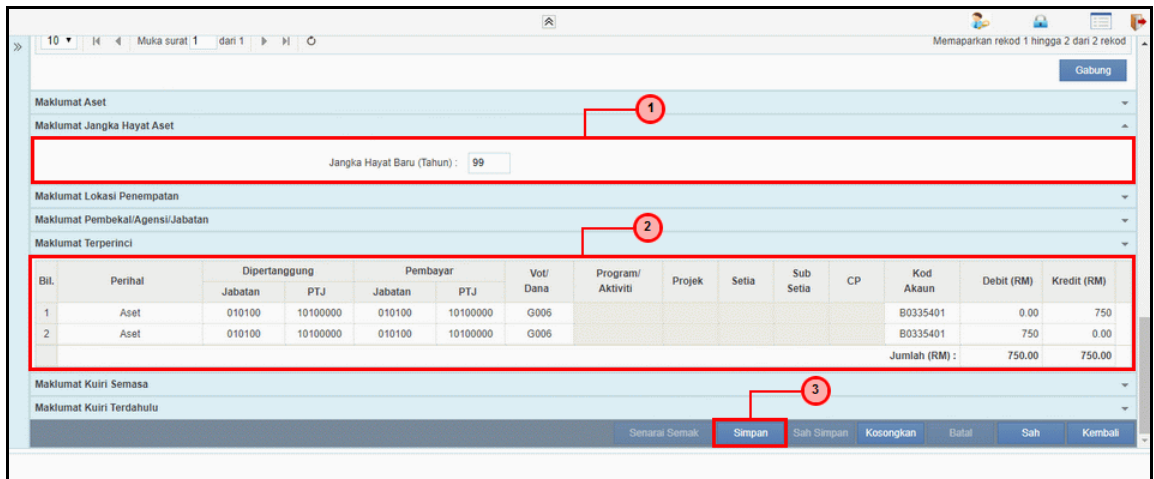 10 Muka surat 1 dari 1 Memaparkan rekod 1 hingga 2 dari 2 rekod
Gabung
Maklumat Aset
1
Maklumat Jangka Hayat Aset
Jangka Hayat Baru (Tahun) : 99
Maklumat Lokasi Penempatan
Maklumat Pembekal/Agensi/Jabatan
2
Maklumat Terperinci
Bil. Perihal Dipertanggung Pembayar Vot/ Dana Program/ Aktiviti Projek Setia Sub Setia CP Kod Akaun Debit (RM) Kredit (RM)
Jabatan PTJ Jabatan PTJ
1 Aset 010100 10100000 010100 10100000 G006 B0335401 0.00 750
2 Aset 010100 10100000 010100 10100000 G006 B0335401 750 0.00
Jumlah (RM) : 750.00 750.00
Maklumat Kuiri Semasa
3
Maklumat Kuiri Terdahulu
Senarai Semak Simpan Sah Simpan Kosongkan Batal Sah Kembali